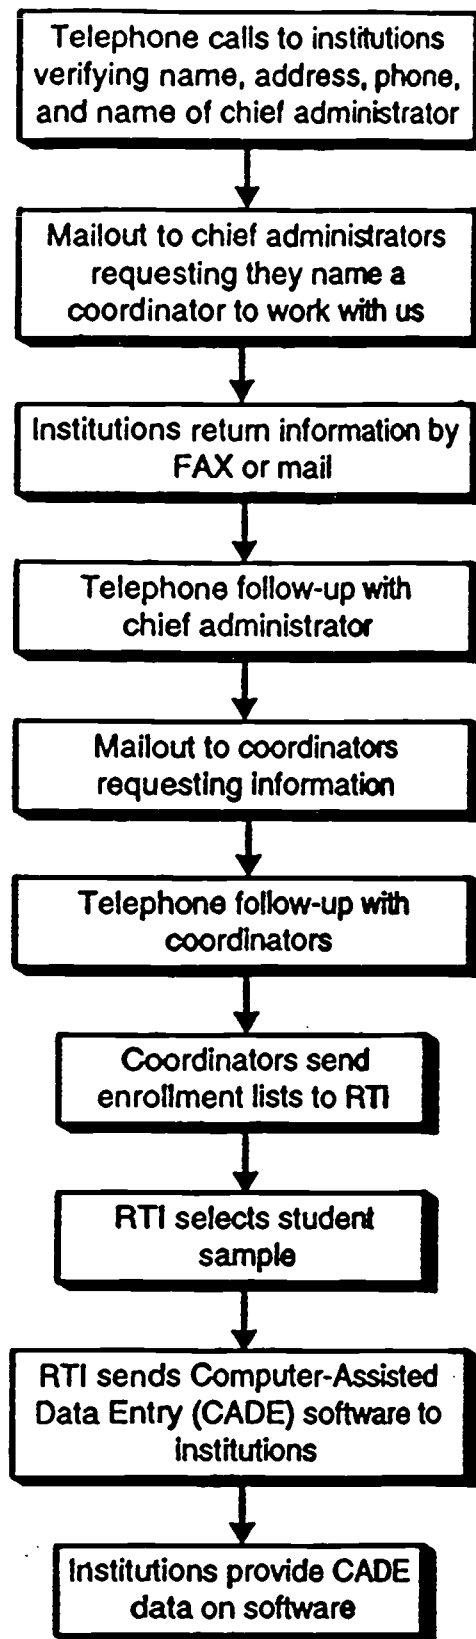 Telephone calls to institutions
verifying name, address, phone,
and name of chief administrator
Mailout to chief administrators
requesting they name a
coordinator to work with us
Institutions return information by
FAX or mail
Telephone follow-up with
chief administrator
Mailout to coordinators
requesting information
Telephone follow-up with
coordinators
Coordinators send
enrollment lists to RTI
RTI selects student
sample
RTI sends Computer-Assisted
Data Entry (CADE) software to
institutions
Institutions provide CADE
data on software